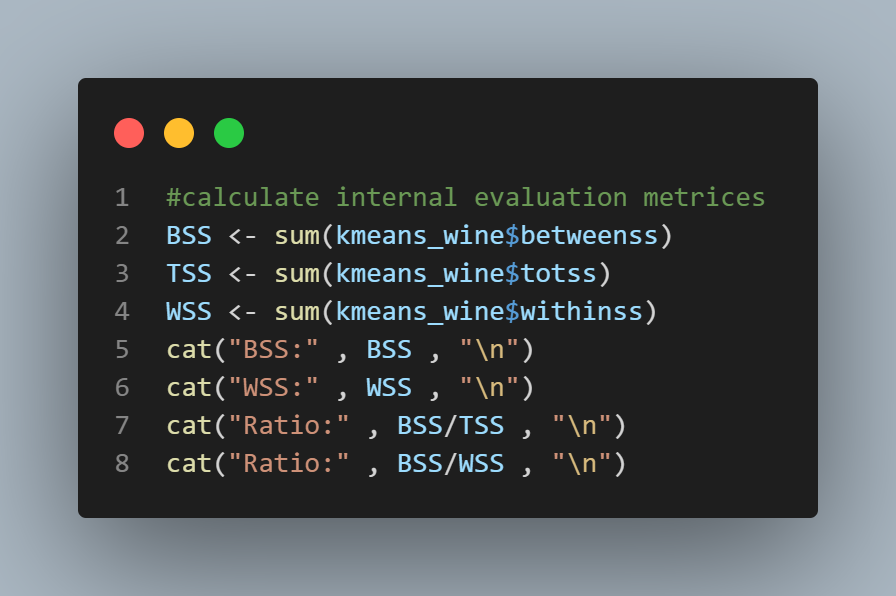 1 #calculate internal evaluation metrices
2 BSS <- sum(kmeans_wine$betweenss)
3 TSS <- sum(kmeans_wine$totss)
4 WSS <- sum(kmeans_wine$withinss)
5 cat("BSS:" , BSS , "\n")
6 cat("WSS:" , WSS , "\n")
7 cat("Ratio:" , BSS/TSS , "\n")
8 cat("Ratio:" , BSS/WSS , "\n")